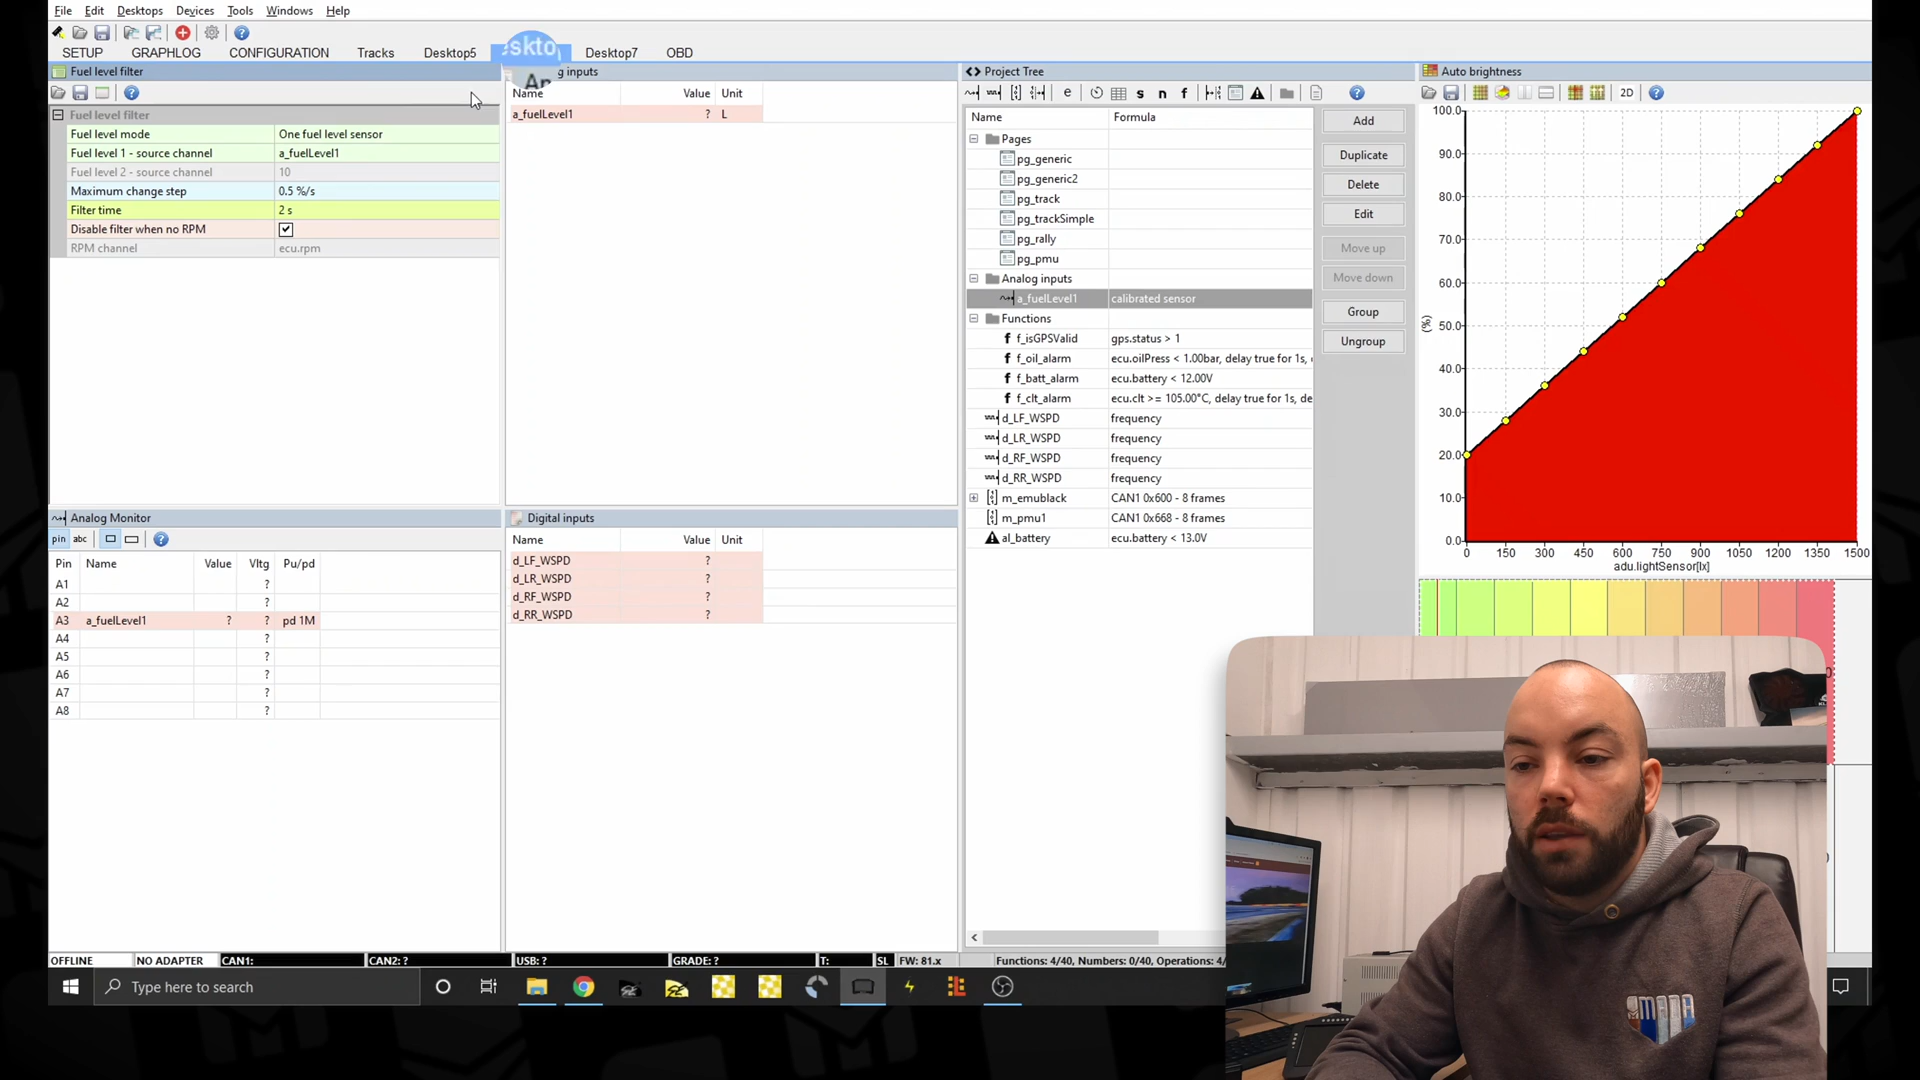 File Edit Desktops Devices Tools Windows Help
SETUP GRAPHLOG CONFIGURATION Tracks Desktop5 Desktop7 OBD
Fuel level filter
Fuel level filter
Fuel level mode One fuel level sensor
Fuel level 1 - source channel a_fuelLevel1
Fuel level 2 - source channel 10
Maximum change step 0.5 %/s
Filter time 2 s
Disable filter when no RPM
RPM channel ecu.rpm
inputs
Name Value Unit
a_fuelLevel1 ? L
Project Tree
Name Formula
Pages
pg_generic
pg_generic2
pg_track
pg_trackSimple
pg_rally
pg_pmu
Analog inputs
a_fuelLevel1 calibrated sensor
Functions
f_isGPSValid gps.status > 1
f_oil_alarm ecu.oilPress < 1.00bar, delay true for 1s,
f_batt_alarm ecu.battery < 12.00V
f_clt_alarm ecu.clt >= 105.00°C, delay true for 1s, de
d_LF_WSPD frequency
d_LR_WSPD frequency
d_RF_WSPD frequency
d_RR_WSPD frequency
m_emublack CAN1 0x600 - 8 frames
m_pmu1 CAN1 0x668 - 8 frames
al_battery ecu.battery < 13.0V
Add
Duplicate
Delete
Edit
Move up
Move down
Group
Ungroup
Auto brightness
2D
100.0
90.0
80.0
70.0
60.0
50.0
40.0
30.0
20.0
10.0
0.0
(%)
0 150 300 450 600 750 900 1050 1200 1350 1500
adu.lightSensor[lx]
Analog Monitor
pin abc
Pin Name Value Vltg Pu/pd
A1 ?
A2 ?
A3 a_fuelLevel1 ? ? pd 1M
A4 ?
A5 ?
A6 ?
A7 ?
A8 ?
Digital inputs
Name Value Unit
d_LF_WSPD ?
d_LR_WSPD ?
d_RF_WSPD ?
d_RR_WSPD ?
OFFLINE NO ADAPTER CAN1: CAN2: ? USB: ? GRADE: ? T: SL FW: 81.x Functions: 4/40, Numbers: 0/40, Operations: 4/
Type here to search